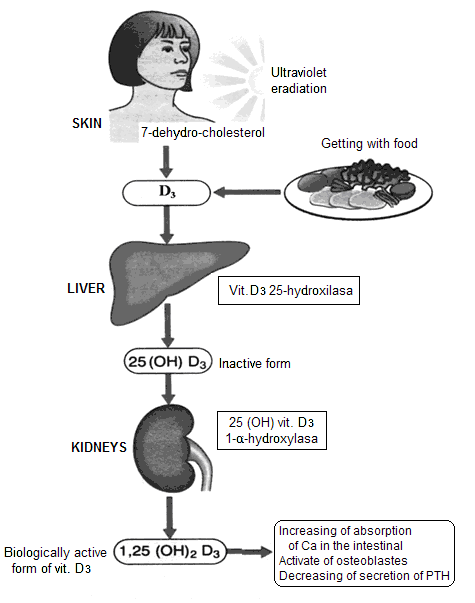 Ultraviolet
eradiation
SKIN
7-dehydro-cholesterol
Getting with food
D₃
LIVER
Vit.D3 25-hydroxilasa
25 (OH) D₃
Inactive form
25 (OH) vit. D3
1-α-hydroxylasa
KIDNEYS
Biologically active
form of vit. D3
1,25 (OH)₂ D₃
Increasing of absorption
of Ca in the intestinal
Activate of osteoblastes
Decreasing of secretion of PTH